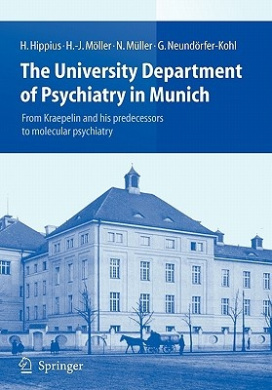 H. Hippius · H.-J. Möller · N. Müller · G. Neundörfer-Kohl
The University Department
of Psychiatry in Munich
From Kraepelin and his predecessors
to molecular psychiatry
Springer